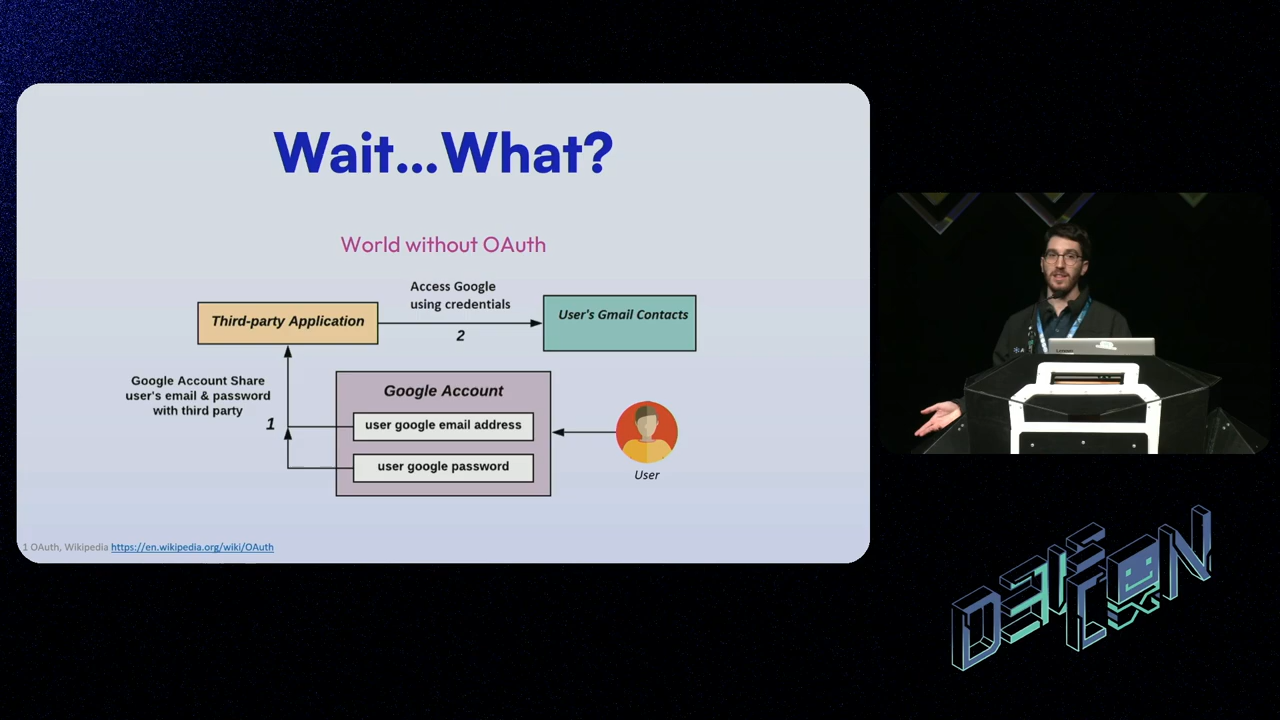 Wait...What?
World without OAuth
Access Google
using credentials
Third-party Application
User's Gmail Contacts
2
Google Account Share
user's email & password
with third party
1
Google Account
user google email address
user google password
User
1 OAuth, Wikipedia https://en.wikipedia.org/wiki/OAuth
Lenovo